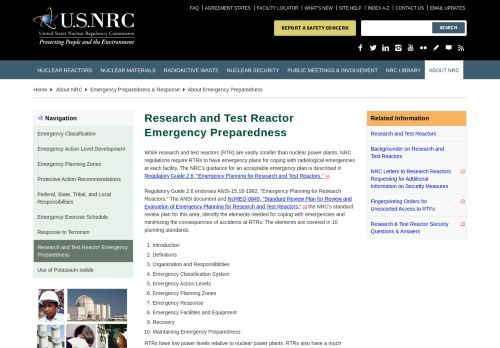 FAQ | AGREEMENT STATES | FACILITY LOCATOR | WHAT'S NEW | SITE HELP | INDEX A-Z | CONTACT US | EMAIL UPDATES
U.S.NRC
United States Nuclear Regulatory Commission
Protecting People and the Environment
REPORT A SAFETY CONCERN
SEARCH
NUCLEAR REACTORS NUCLEAR MATERIALS RADIOACTIVE WASTE NUCLEAR SECURITY PUBLIC MEETINGS & INVOLVEMENT NRC LIBRARY ABOUT NRC
Home About NRC Emergency Preparedness & Response About Emergency Preparedness
Navigation
Emergency Classification
Emergency Action Level Development
Emergency Planning Zones
Protective Action Recommendations
Federal, State, Tribal, and Local
Responsibilities
Emergency Exercise Schedule
Response to Terrorism
Research and Test Reactor Emergency
Preparedness
Use of Potassium Iodide
Research and Test Reactor
Emergency Preparedness
While research and test reactors (RTR) are vastly smaller than nuclear power plants, NRC
regulations require RTRs to have emergency plans for coping with radiological emergencies
at each facility. The NRC's guidance for an acceptable emergency plan is described in
Regulatory Guide 2.6, "Emergency Planning for Research and Test Reactors."
Regulatory Guide 2.6 endorses ANSI-15.16-1982, "Emergency Planning for Research
Reactors." The ANSI document and NUREG-0849, "Standard Review Plan for Review and
Evaluation of Emergency Planning for Research and Test Reactors," the NRC's standard
review plan for this area, identify the elements needed for coping with emergencies and
minimizing the consequences of accidents at RTRs. The elements are covered in 10
planning standards:
1. Introduction
2. Definitions
3. Organization and Responsibilities
4. Emergency Classification System
5. Emergency Action Levels
6. Emergency Planning Zones
7. Emergency Response
8. Emergency Facilities and Equipment
9. Recovery
10. Maintaining Emergency Preparedness
RTRs have low power levels relative to nuclear power plants. RTRs also have a much
Related Information
Research and Test Reactors
Background on Research and
Test Reactors
NRC Letters to Research Reactors
Requesting for Additional
Information on Security Measures
Fingerprinting Orders for
Unescorted Access to RTFs
Research & Test Reactor Security
Questions & Answers